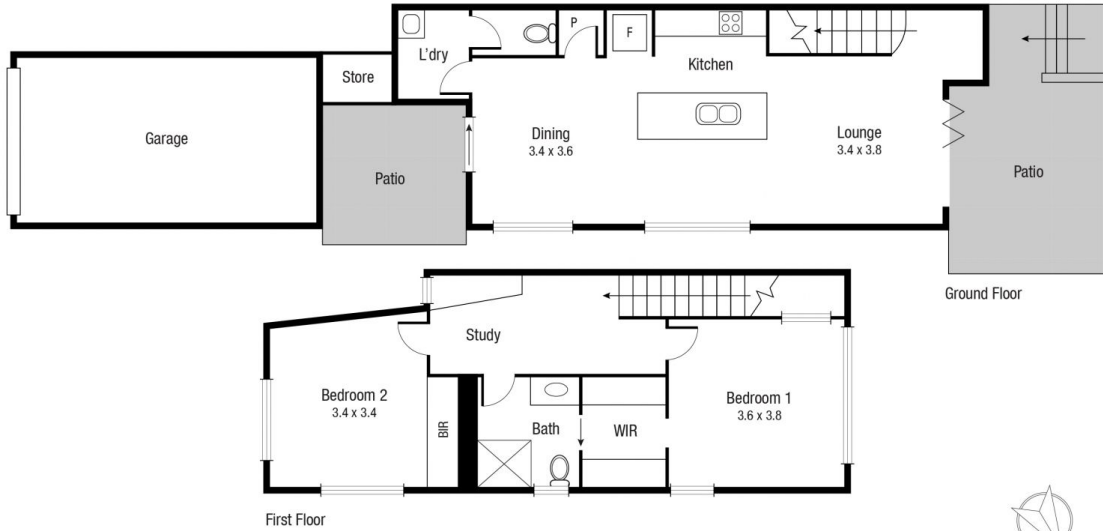 P
F
L'dry
Kitchen
Store
Garage
Dining
3.4 x 3.6
Lounge
3.4 x 3.8
Patio
Patio
Ground Floor
Study
Bedroom 2
3.4 x 3.4
BIR
Bath
WIR
Bedroom 1
3.6 x 3.8
First Floor